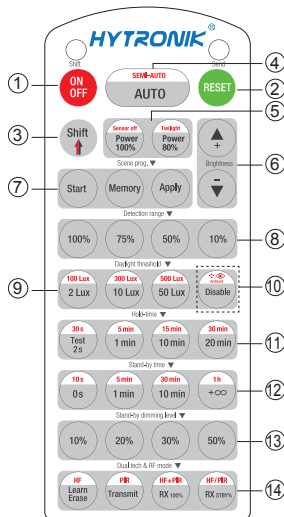 HYTRONIK®
Shift
Send
① ON OFF
SEMI-AUTO ④
AUTO
RESET ②
⑤
③ Shift
Sensor off Twilight
Power 100% Power 80%
+
Brightness ⑥
−
Scene prog. ▼
⑦ Start Memory Apply
Detection range ▼
100% 75% 50% 10% ⑧
Daylight threshold ▼
100 Lux 300 Lux 500 Lux Ambient
⑨ 2 Lux 10 Lux 50 Lux Disable ⑩
Hold-time ▼
30 s 5 min 15 min 30 min
Test 2s 1 min 10 min 20 min ⑪
Stand-by time ▼
10 s 5 min 30 min 1 h
0 s 1 min 10 min +∞ ⑫
Stand-by dimming level ▼
10% 20% 30% 50% ⑬
Dual tech & RF mode ▼
HF PIR HF+PIR HF/PIR
Learn Erase Transmit RX 100% RX STBY% ⑭